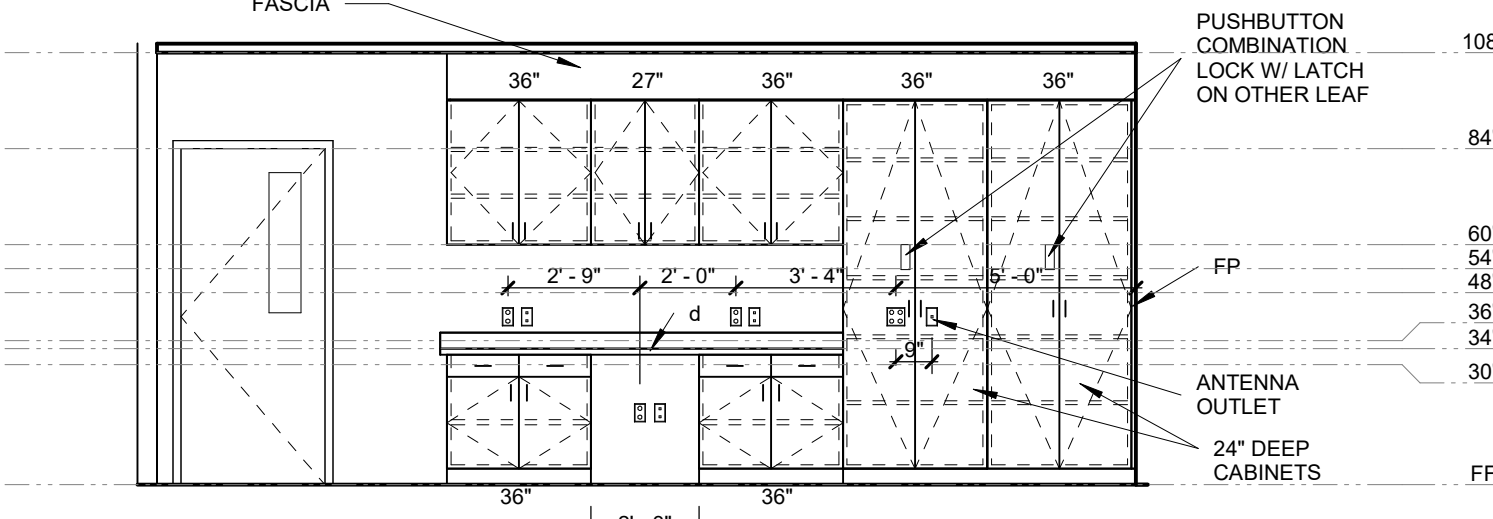 FASCIA
PUSHBUTTON
COMBINATION
LOCK W/ LATCH
ON OTHER LEAF
108
36" 27" 36" 36" 36"
84
60
54
48
36
34
30
FP
2' - 9" 2' - 0" 3' - 4" 5' - 0"
d
9"
ANTENNA
OUTLET
24" DEEP
CABINETS
36" 36"